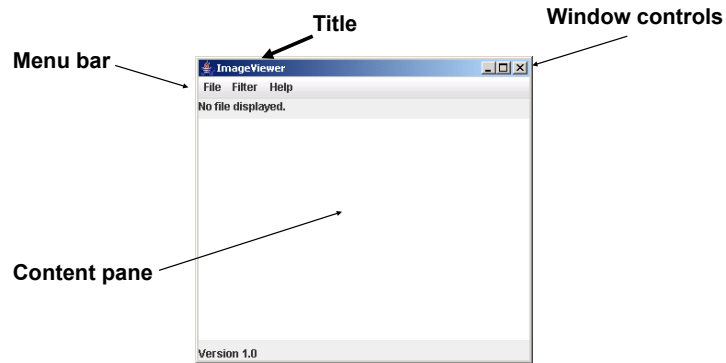 Title
Window controls
Menu bar
ImageViewer
File Filter Help
No file displayed.
Content pane
Version 1.0